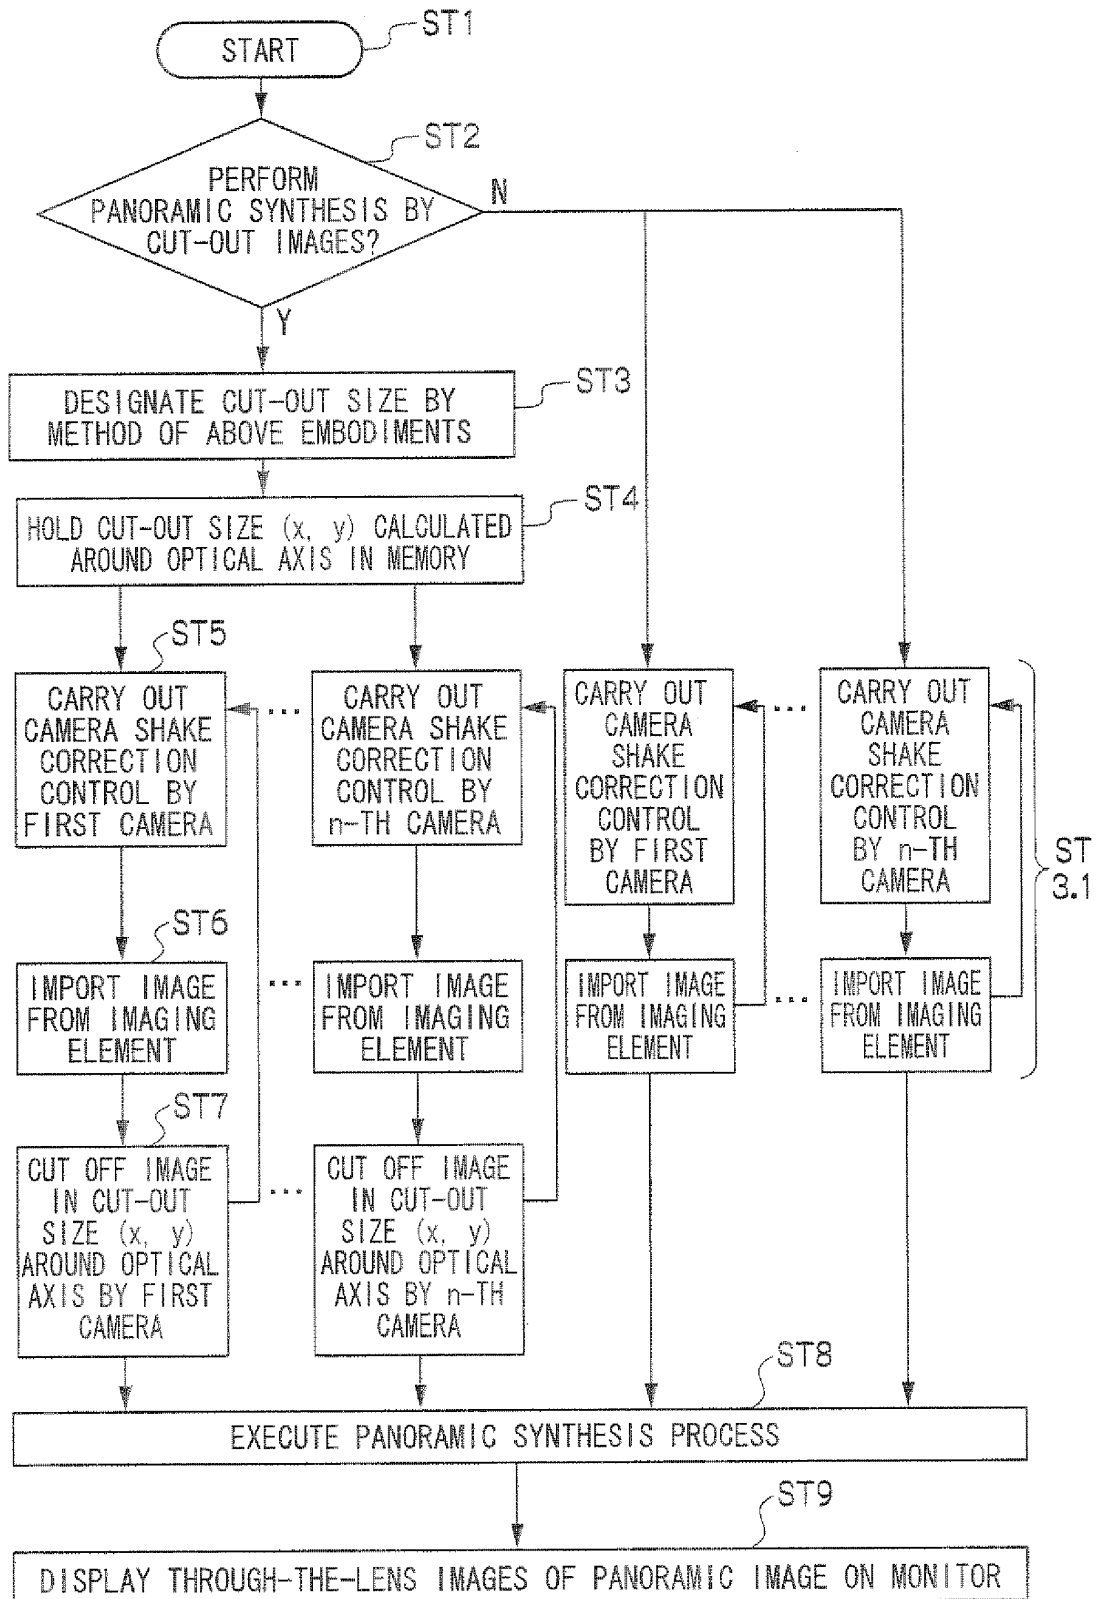 ST1
START
ST2
PERFORM
PANORAMIC SYNTHESIS BY
CUT-OUT IMAGES?
N
Y
ST3
DESIGNATE CUT-OUT SIZE BY
METHOD OF ABOVE EMBODIMENTS
ST4
HOLD CUT-OUT SIZE (x, y) CALCULATED
AROUND OPTICAL AXIS IN MEMORY
ST5
CARRY OUT
CAMERA SHAKE
CORRECTION
CONTROL BY
FIRST CAMERA
...
CARRY OUT
CAMERA SHAKE
CORRECTION
CONTROL BY
n-TH CAMERA
CARRY OUT
CAMERA
SHAKE
CORRECTION
CONTROL
BY FIRST
CAMERA
...
CARRY OUT
CAMERA
SHAKE
CORRECTION
CONTROL
BY n-TH
CAMERA
ST
3.1
ST6
IMPORT IMAGE
FROM IMAGING
ELEMENT
...
IMPORT IMAGE
FROM IMAGING
ELEMENT
IMPORT IMAGE
FROM IMAGING
ELEMENT
...
IMPORT IMAGE
FROM IMAGING
ELEMENT
ST7
CUT OFF IMAGE
IN CUT-OUT
SIZE (x, y)
AROUND OPTICAL
AXIS BY FIRST
CAMERA
...
CUT OFF IMAGE
IN CUT-OUT
SIZE (x, y)
AROUND OPTICAL
AXIS BY n-TH
CAMERA
ST8
EXECUTE PANORAMIC SYNTHESIS PROCESS
ST9
DISPLAY THROUGH-THE-LENS IMAGES OF PANORAMIC IMAGE ON MONITOR